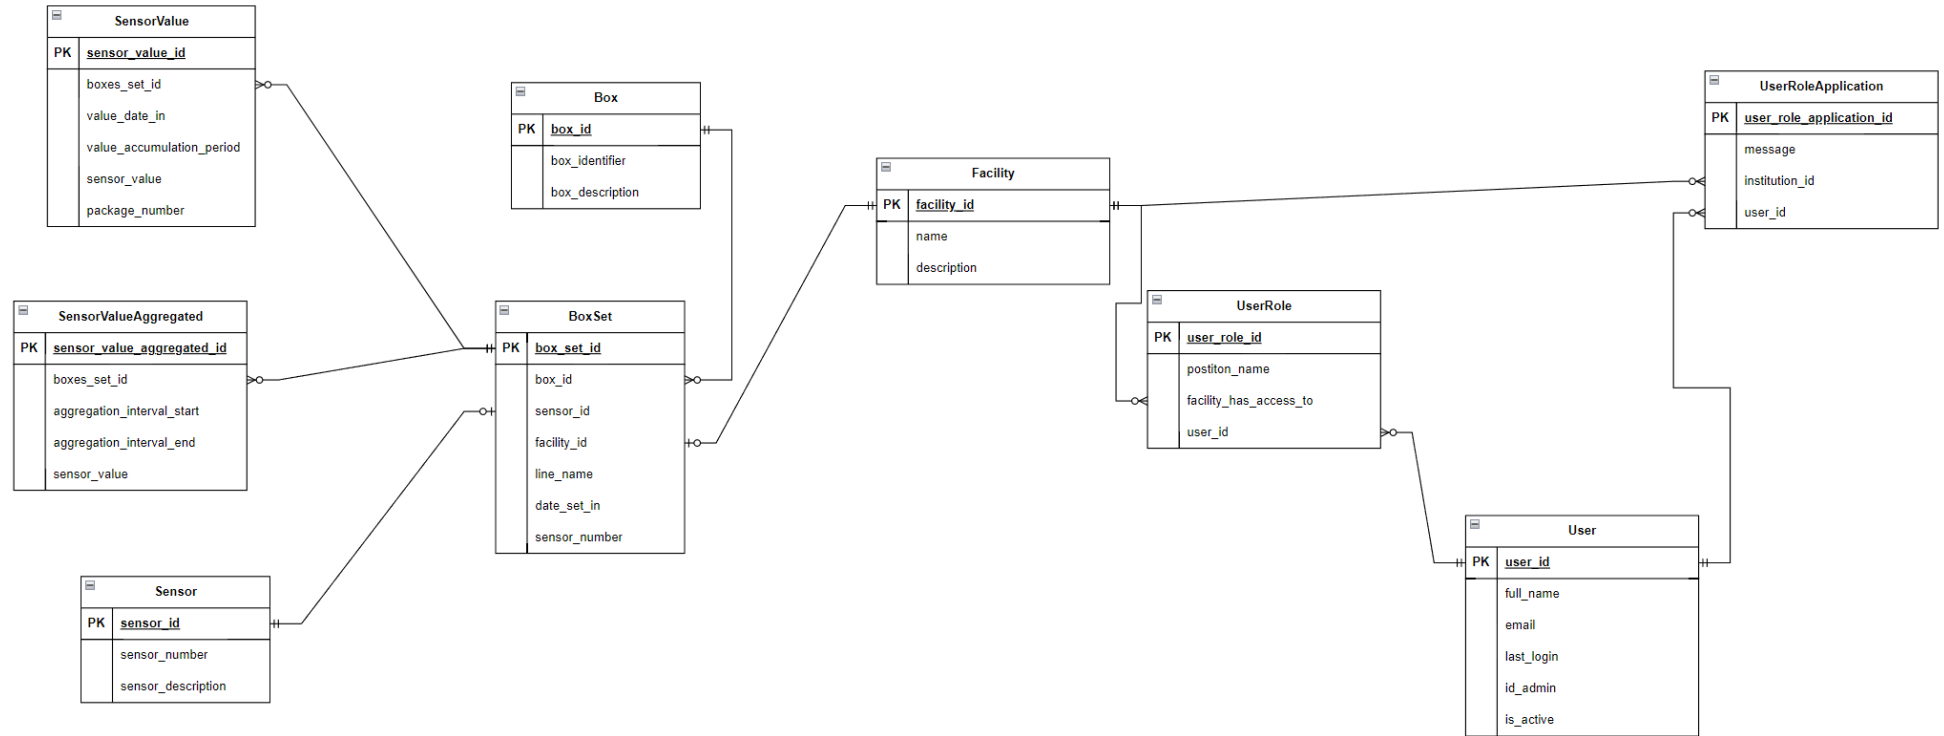 SensorValue
PK sensor_value_id
boxes_set_id
value_date_in
value_accumulation_period
sensor_value
package_number
Box
PK box_id
box_identifier
box_description
Facility
PK facility_id
name
description
UserRoleApplication
PK user_role_application_id
message
institution_id
user_id
SensorValueAggregated
PK sensor_value_aggregated_id
boxes_set_id
aggregation_interval_start
aggregation_interval_end
sensor_value
BoxSet
PK box_set_id
box_id
sensor_id
facility_id
line_name
date_set_in
sensor_number
UserRole
PK user_role_id
postiton_name
facility_has_access_to
user_id
Sensor
PK sensor_id
sensor_number
sensor_description
User
PK user_id
full_name
email
last_login
id_admin
is_active